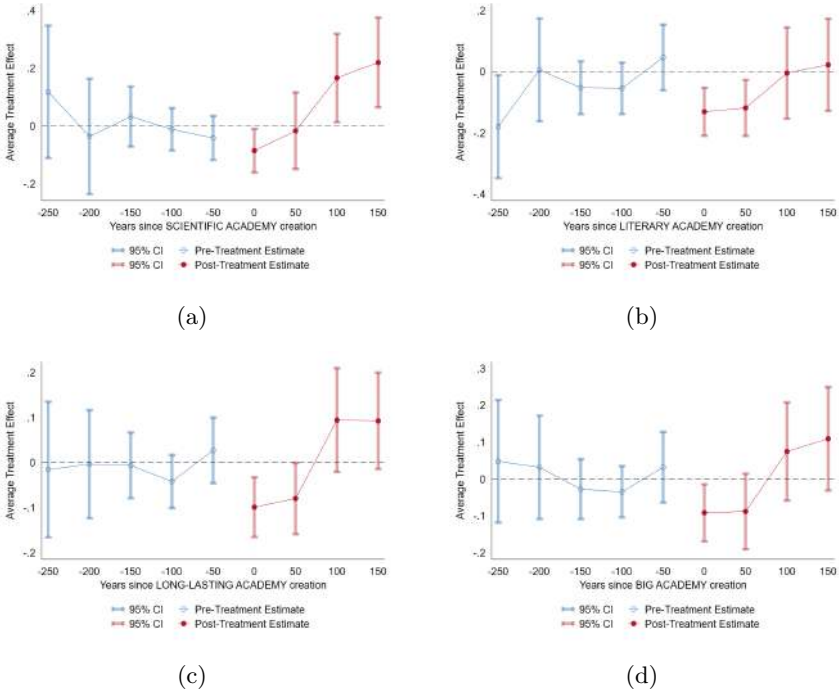 .4
.2
0
-.2
Average Treatment Effect
-250 -200 -150 -100 -50 0 50 100 150
Years since SCIENTIFIC ACADEMY creation
95% CI Pre-Treatment Estimate
95% CI Post-Treatment Estimate
(a)
.2
0
-.2
-.4
Average Treatment Effect
-250 -200 -150 -100 -50 0 50 100 150
Years since LITERARY ACADEMY creation
95% CI Pre-Treatment Estimate
95% CI Post-Treatment Estimate
(b)
.2
.1
0
-.1
-.2
Average Treatment Effect
-250 -200 -150 -100 -50 0 50 100 150
Years since LONG-LASTING ACADEMY creation
95% CI Pre-Treatment Estimate
95% CI Post-Treatment Estimate
(c)
.3
.2
.1
0
-.1
-.2
Average Treatment Effect
-250 -200 -150 -100 -50 0 50 100 150
Years since BIG ACADEMY creation
95% CI Pre-Treatment Estimate
95% CI Post-Treatment Estimate
(d)